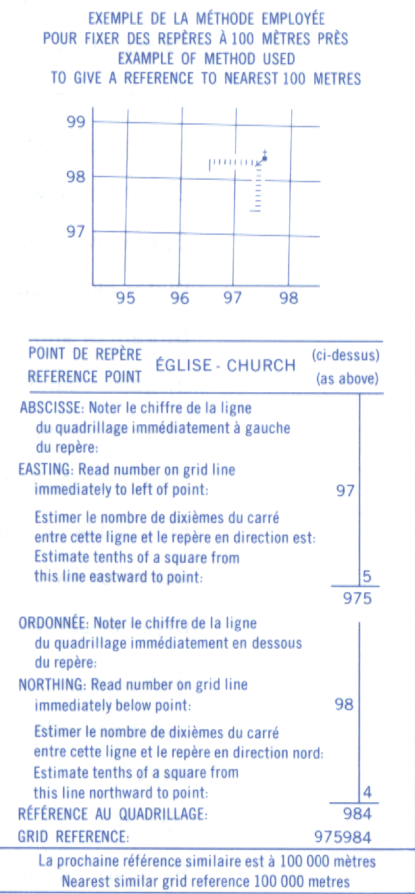 EXEMPLE DE LA MÉTHODE EMPLOYÉE
POUR FIXER DES REPÈRES À 100 MÈTRES PRÈS
EXAMPLE OF METHOD USED
TO GIVE A REFERENCE TO NEAREST 100 METRES
99
98
97
95 96 97 98
POINT DE REPÈRE
REFERENCE POINT
ÉGLISE - CHURCH
(ci-dessus)
(as above)
ABSCISSE: Noter le chiffre de la ligne
du quadrillage immédiatement à gauche
du repère:
EASTING: Read number on grid line
immediately to left of point: 97
Estimer le nombre de dixièmes du carré
entre cette ligne et le repère en direction est:
Estimate tenths of a square from
this line eastward to point: 5
975
ORDONNÉE: Noter le chiffre de la ligne
du quadrillage immédiatement en dessous
du repère:
NORTHING: Read number on grid line
immediately below point: 98
Estimer le nombre de dixièmes du carré
entre cette ligne et le repère en direction nord:
Estimate tenths of a square from
this line northward to point: 4
RÉFÉRENCE AU QUADRILLAGE: 984
GRID REFERENCE: 975984
La prochaine référence similaire est à 100 000 mètres
Nearest similar grid reference 100 000 metres